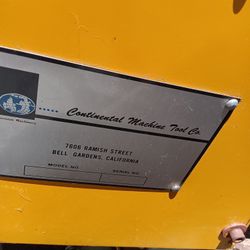 Continental Machine Tool Co.
7606 RAMISH STREET
BELL GARDENS, CALIFORNIA
MODEL NO.
SERIAL NO.